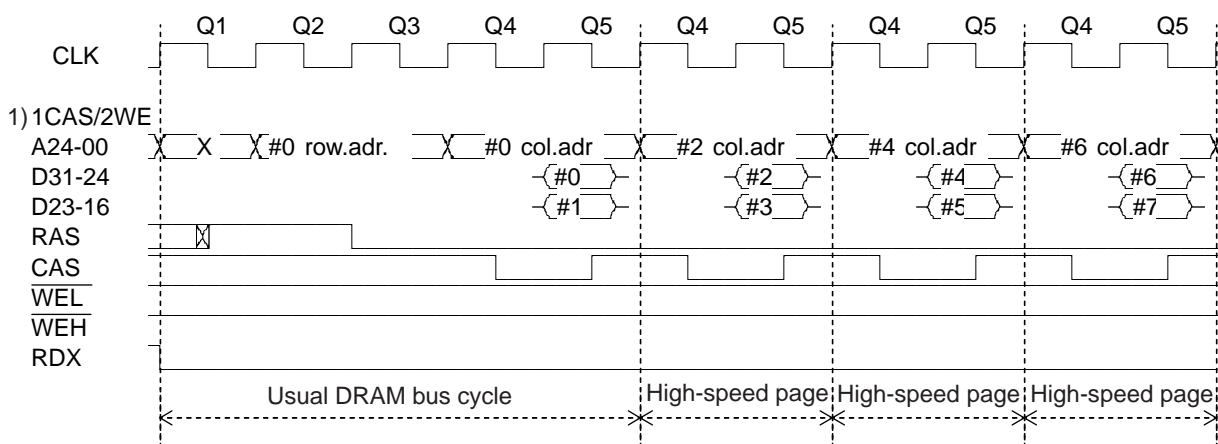 Q1 Q2 Q3 Q4 Q5 Q4 Q5 Q4 Q5 Q4 Q5
CLK
1) 1CAS/2WE
A24-00 X #0 row.adr. #0 col.adr #2 col.adr #4 col.adr #6 col.adr
D31-24 #0 #2 #4 #6
D23-16 #1 #3 #5 #7
RAS
CAS
WEL
WEH
RDX
Usual DRAM bus cycle High-speed page High-speed page High-speed page